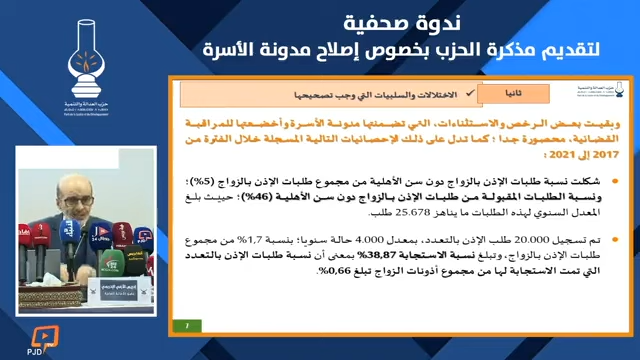 ندوة صحفية
لتقديم مذكرة الحزب بخصوص إصلاح مدونة الأسرة
حزب العدالة والتنمية
ثانيا
الاختلالات والسلبيات التي وجب تصحيحها
وبقيت بعض الرخص والاستثناءات، التي تضمنتها مدونة الأسرة وأخضعتها للمراقبة
القضائية، محصورة جدا؛ كما تدل على ذلك الإحصائيات التالية المسجلة خلال الفترة من
2017 إلى 2021:
شكلت نسبة طلبات الإذن بالزواج دون سن الأهلية من مجموع طلبات الإذن بالزواج (5%)؛
ونسبة الطلبات المقبولة من طلبات الإذن بالزواج دون سن الأهلية (46%)؛ حيث بلغ
المعدل السنوي لهذه الطلبات ما يناهز 25.678 طلب.
تم تسجيل 20.000 طلب الإذن بالتعدد، بمعدل 4.000 حالة سنويا؛ بنسبة 1,7% من مجموع
طلبات الإذن بالزواج، وتبلغ نسبة الاستجابة 38,87% بمعنى أن نسبة طلبات الإذن بالتعدد
التي تمت الاستجابة لها من مجموع أذونات الزواج تبلغ 0,66%.
PJD